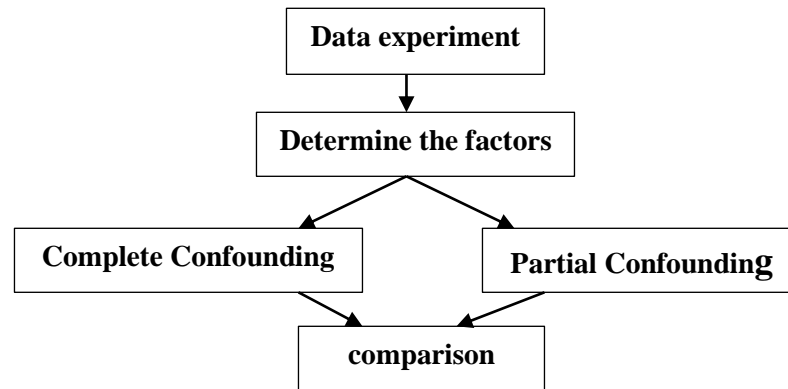 Data experiment
Determine the factors
Complete Confounding
Partial Confounding
comparison